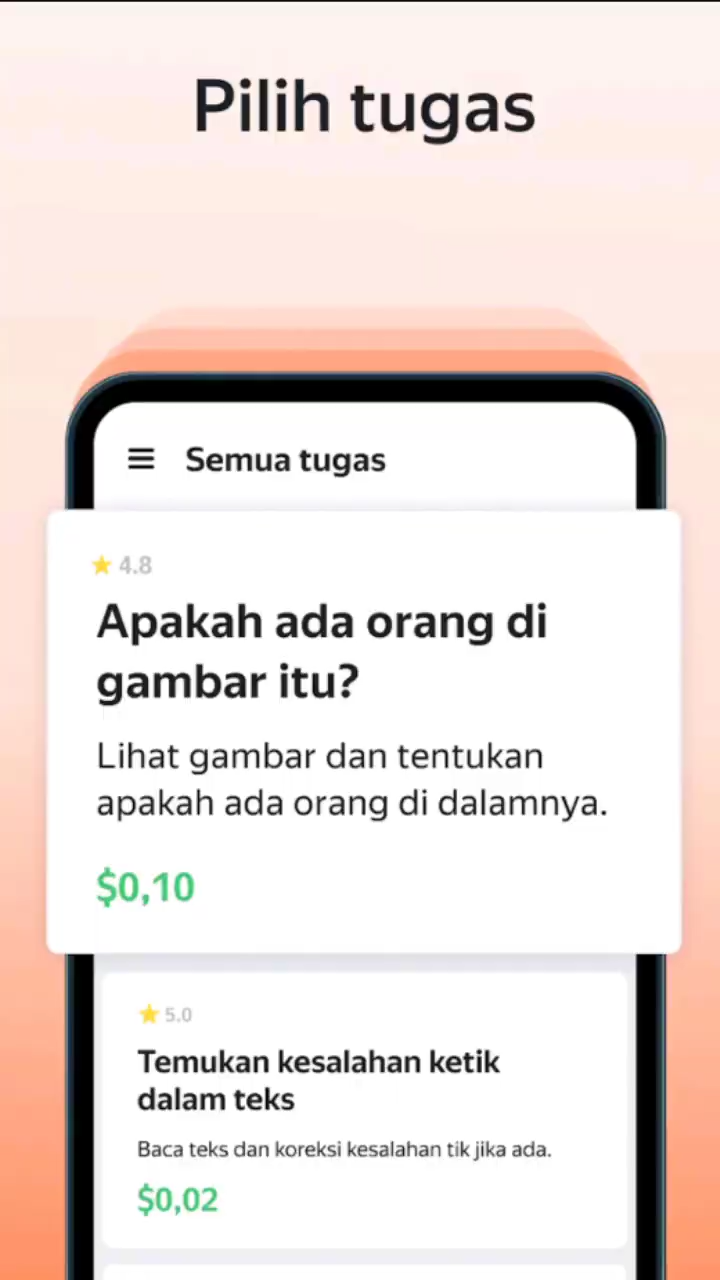 Pilih tugas
Semua tugas
4.8
Apakah ada orang di
gambar itu?
Lihat gambar dan tentukan
apakah ada orang di dalamnya.
$0,10
5.0
Temukan kesalahan ketik
dalam teks
Baca teks dan koreksi kesalahan tik jika ada.
$0,02